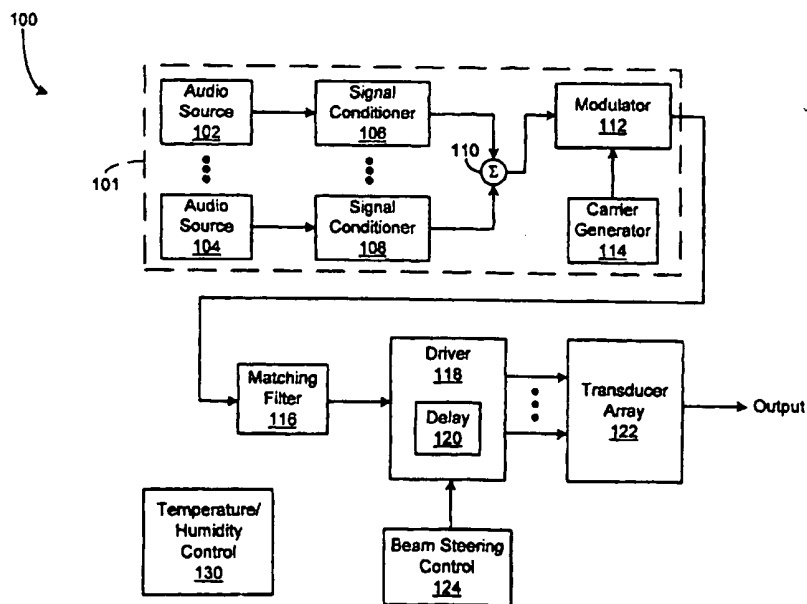 100
101
Audio
Source
102
Signal
Conditioner
106
110
Σ
Modulator
112
Audio
Source
104
Signal
Conditioner
108
Carrier
Generator
114
Matching
Filter
116
Driver
118
Delay
120
Transducer
Array
122
Output
Temperature/
Humidity
Control
130
Beam Steering
Control
124